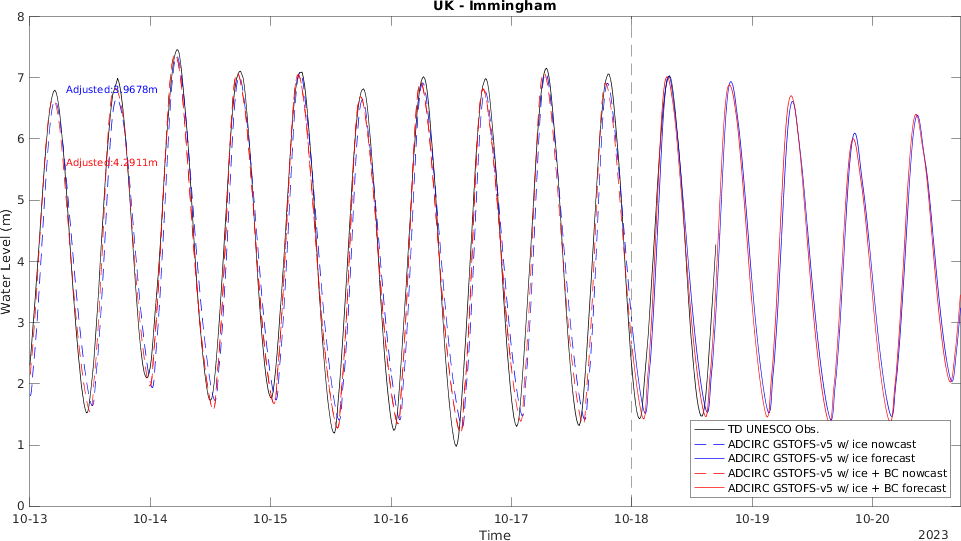 UK - Immingham
8
7
6
5
4
3
2
1
0
Water Level (m)
Adjusted:3.9678m
Adjusted:4.2911m
TD UNESCO Obs.
ADCIRC GSTOFS-v5 w/ ice nowcast
ADCIRC GSTOFS-v5 w/ ice forecast
ADCIRC GSTOFS-v5 w/ ice + BC nowcast
ADCIRC GSTOFS-v5 w/ ice + BC forecast
10-13 10-14 10-15 10-16 10-17 10-18 10-19 10-20
Time
2023